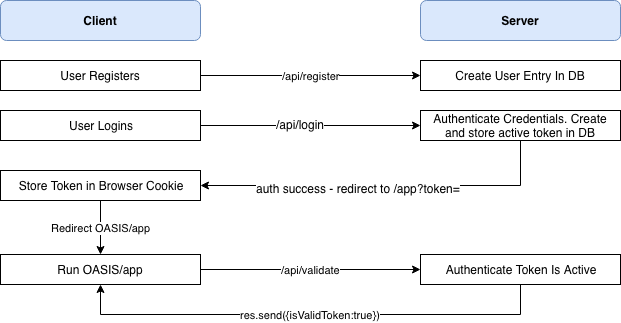 Client
Server
User Registers
/api/register
Create User Entry In DB
User Logins
/api/login
Authenticate Credentials. Create
and store active token in DB
Store Token in Browser Cookie
auth success - redirect to /app?token=
Redirect OASIS/app
Run OASIS/app
/api/validate
Authenticate Token Is Active
res.send({isValidToken:true})